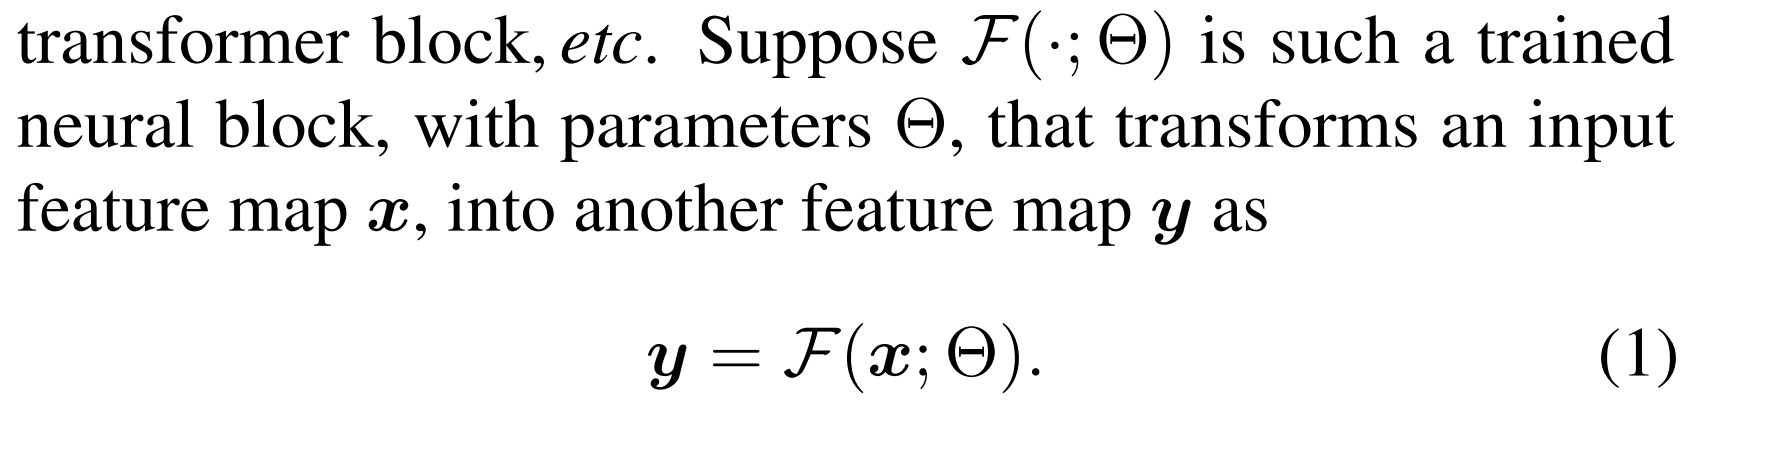 transformer block, etc. Suppose ℱ(·; Θ) is such a trained
neural block, with parameters Θ, that transforms an input
feature map 𝒙, into another feature map 𝒚 as
𝒚 = ℱ(𝒙; Θ). (1)